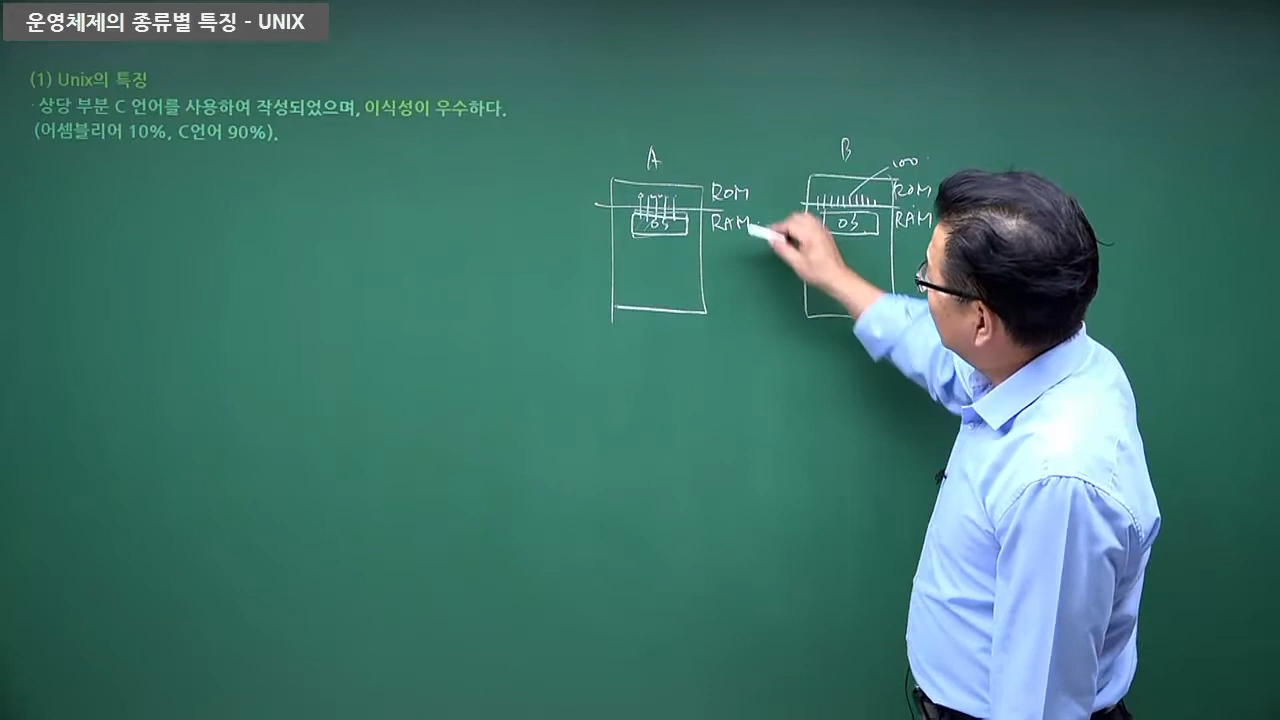 운영체제의 종류별 특징 - UNIX
(1) Unix의 특징
· 상당 부분 C 언어를 사용하여 작성되었으며, 이식성이 우수하다.
(어셈블리어 10%, C언어 90%).
A
B
100
ROM
ROM
RAM
RAM
OS
OS